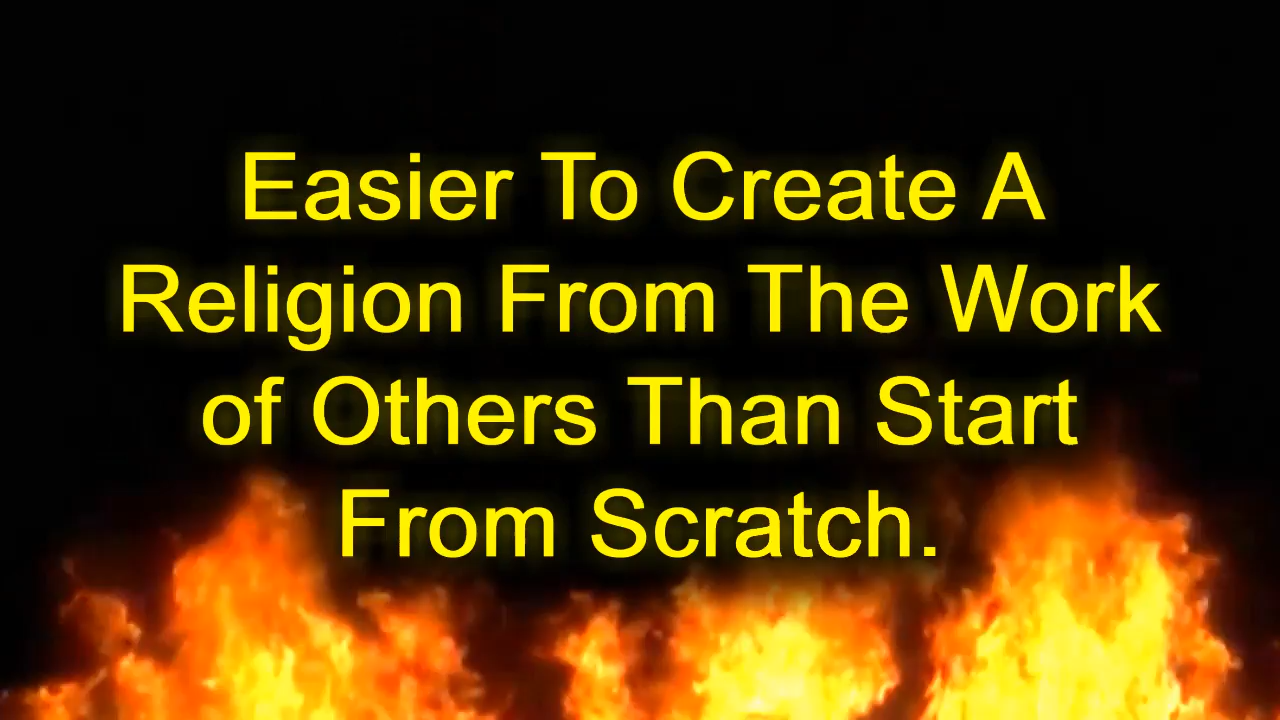 Easier To Create A
Religion From The Work
of Others Than Start
From Scratch.